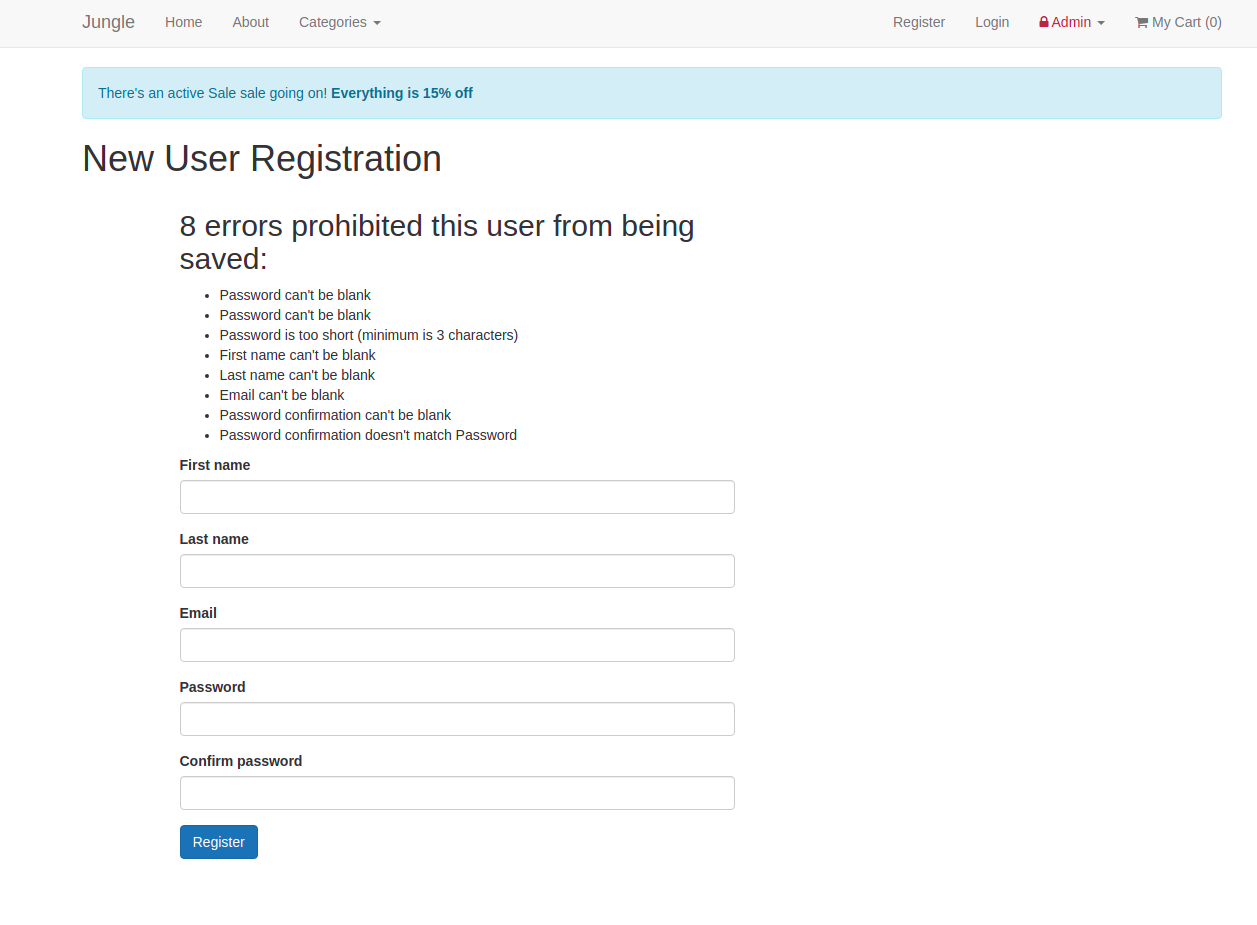 Jungle Home About Categories Register Login Admin My Cart (0)
There's an active Sale sale going on! Everything is 15% off
New User Registration
8 errors prohibited this user from being
saved:
Password can't be blank
Password can't be blank
Password is too short (minimum is 3 characters)
First name can't be blank
Last name can't be blank
Email can't be blank
Password confirmation can't be blank
Password confirmation doesn't match Password
First name
Last name
Email
Password
Confirm password
Register